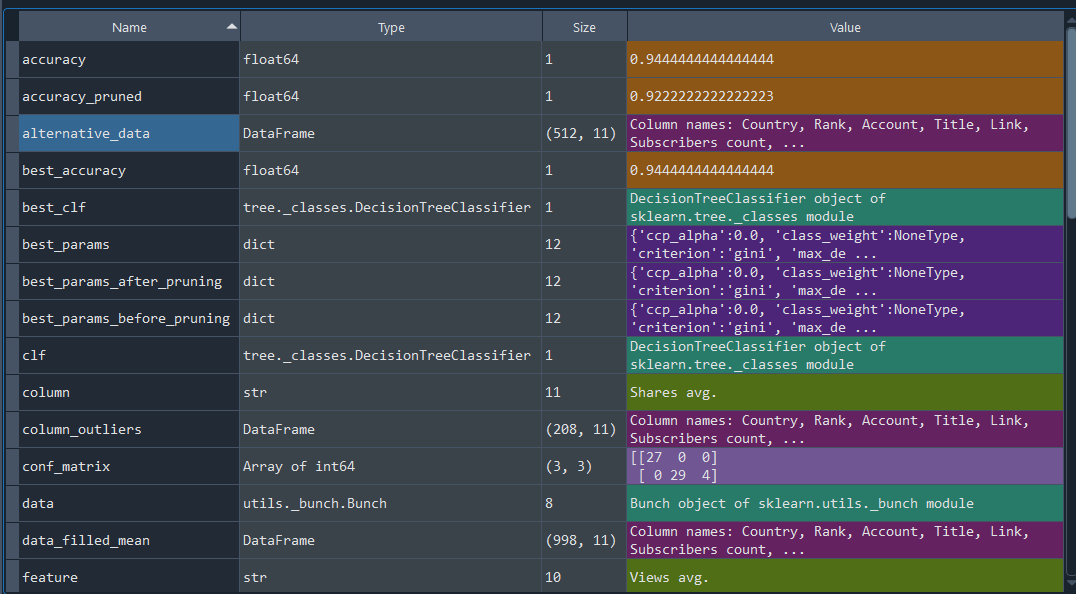 Name Type Size Value
accuracy float64 1 0.9444444444444444
accuracy_pruned float64 1 0.9222222222222223
alternative_data DataFrame (512, 11) Column names: Country, Rank, Account, Title, Link,
Subscribers count, ...
best_accuracy float64 1 0.9444444444444444
best_clf tree._classes.DecisionTreeClassifier 1 DecisionTreeClassifier object of
sklearn.tree._classes module
best_params dict 12 {'ccp_alpha':0.0, 'class_weight':NoneType,
'criterion':'gini', 'max_de ...
best_params_after_pruning dict 12 {'ccp_alpha':0.0, 'class_weight':NoneType,
'criterion':'gini', 'max_de ...
best_params_before_pruning dict 12 {'ccp_alpha':0.0, 'class_weight':NoneType,
'criterion':'gini', 'max_de ...
clf tree._classes.DecisionTreeClassifier 1 DecisionTreeClassifier object of
sklearn.tree._classes module
column str 11 Shares avg.
column_outliers DataFrame (208, 11) Column names: Country, Rank, Account, Title, Link,
Subscribers count, ...
conf_matrix Array of int64 (3, 3) [[27 0 0]
[ 0 29 4]
data utils._bunch.Bunch 8 Bunch object of sklearn.utils._bunch module
data_filled_mean DataFrame (998, 11) Column names: Country, Rank, Account, Title, Link,
Subscribers count, ...
feature str 10 Views avg.